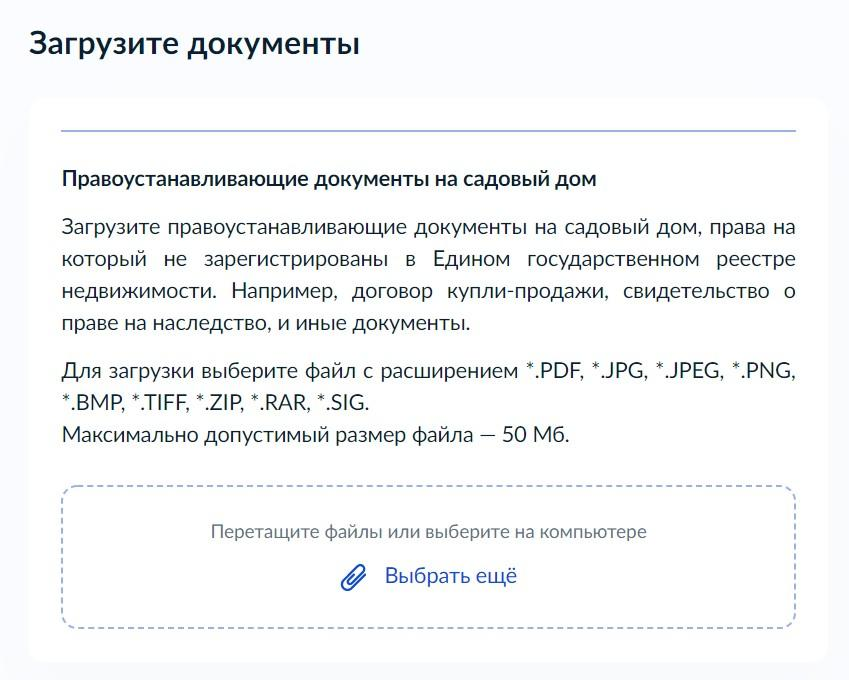 Загрузите документы
Правоустанавливающие документы на садовый дом
Загрузите правоустанавливающие документы на садовый дом, права на
который не зарегистрированы в Едином государственном реестре
недвижимости. Например, договор купли-продажи, свидетельство о
праве на наследство, и иные документы.
Для загрузки выберите файл с расширением *.PDF, *.JPG, *.JPEG, *.PNG,
*.BMP, *.TIFF, *.ZIP, *.RAR, *.SIG.
Максимально допустимый размер файла — 50 Мб.
Перетащите файлы или выберите на компьютере
Выбрать ещё